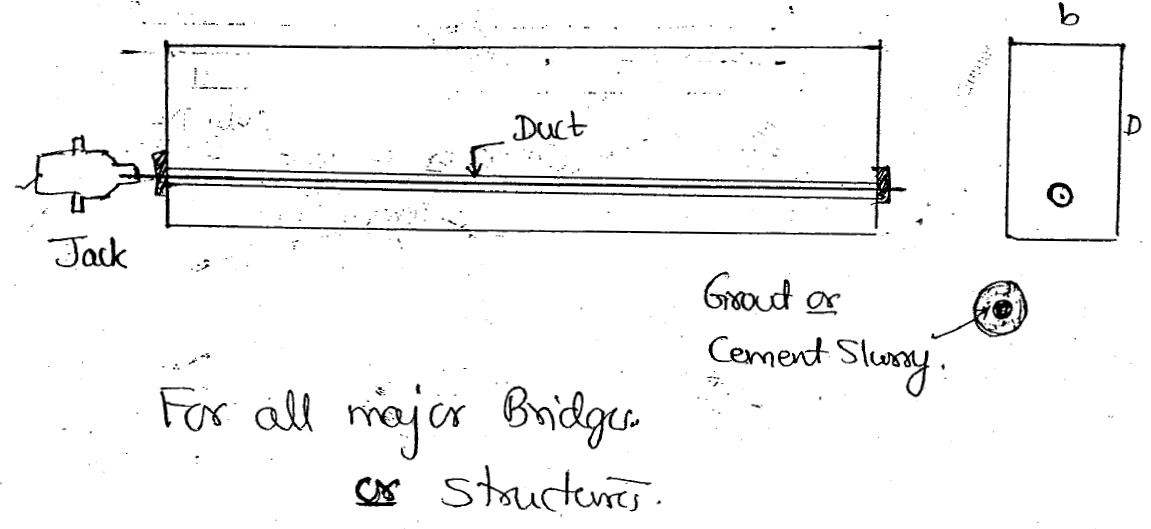 b
Duct
D
Jack
Grout or
Cement Slurry.
For all major Bridges
or Structures.